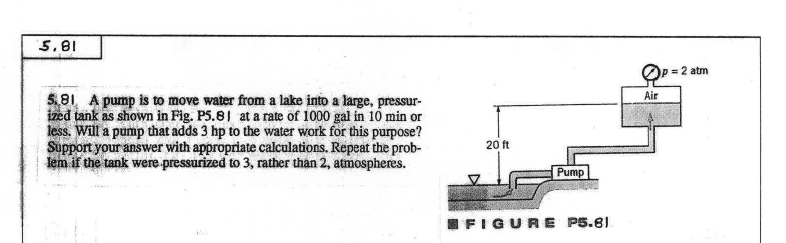 5.81
5.81 A pump is to move water from a lake into a large, pressur-
ized tank as shown in Fig. P5.81 at a rate of 1000 gal in 10 min or
less. Will a pump that adds 3 hp to the water work for this purpose?
Support your answer with appropriate calculations. Repeat the prob-
lem if the tank were pressurized to 3, rather than 2, atmospheres.
p = 2 atm
Air
20 ft
Pump
FIGURE P5.81